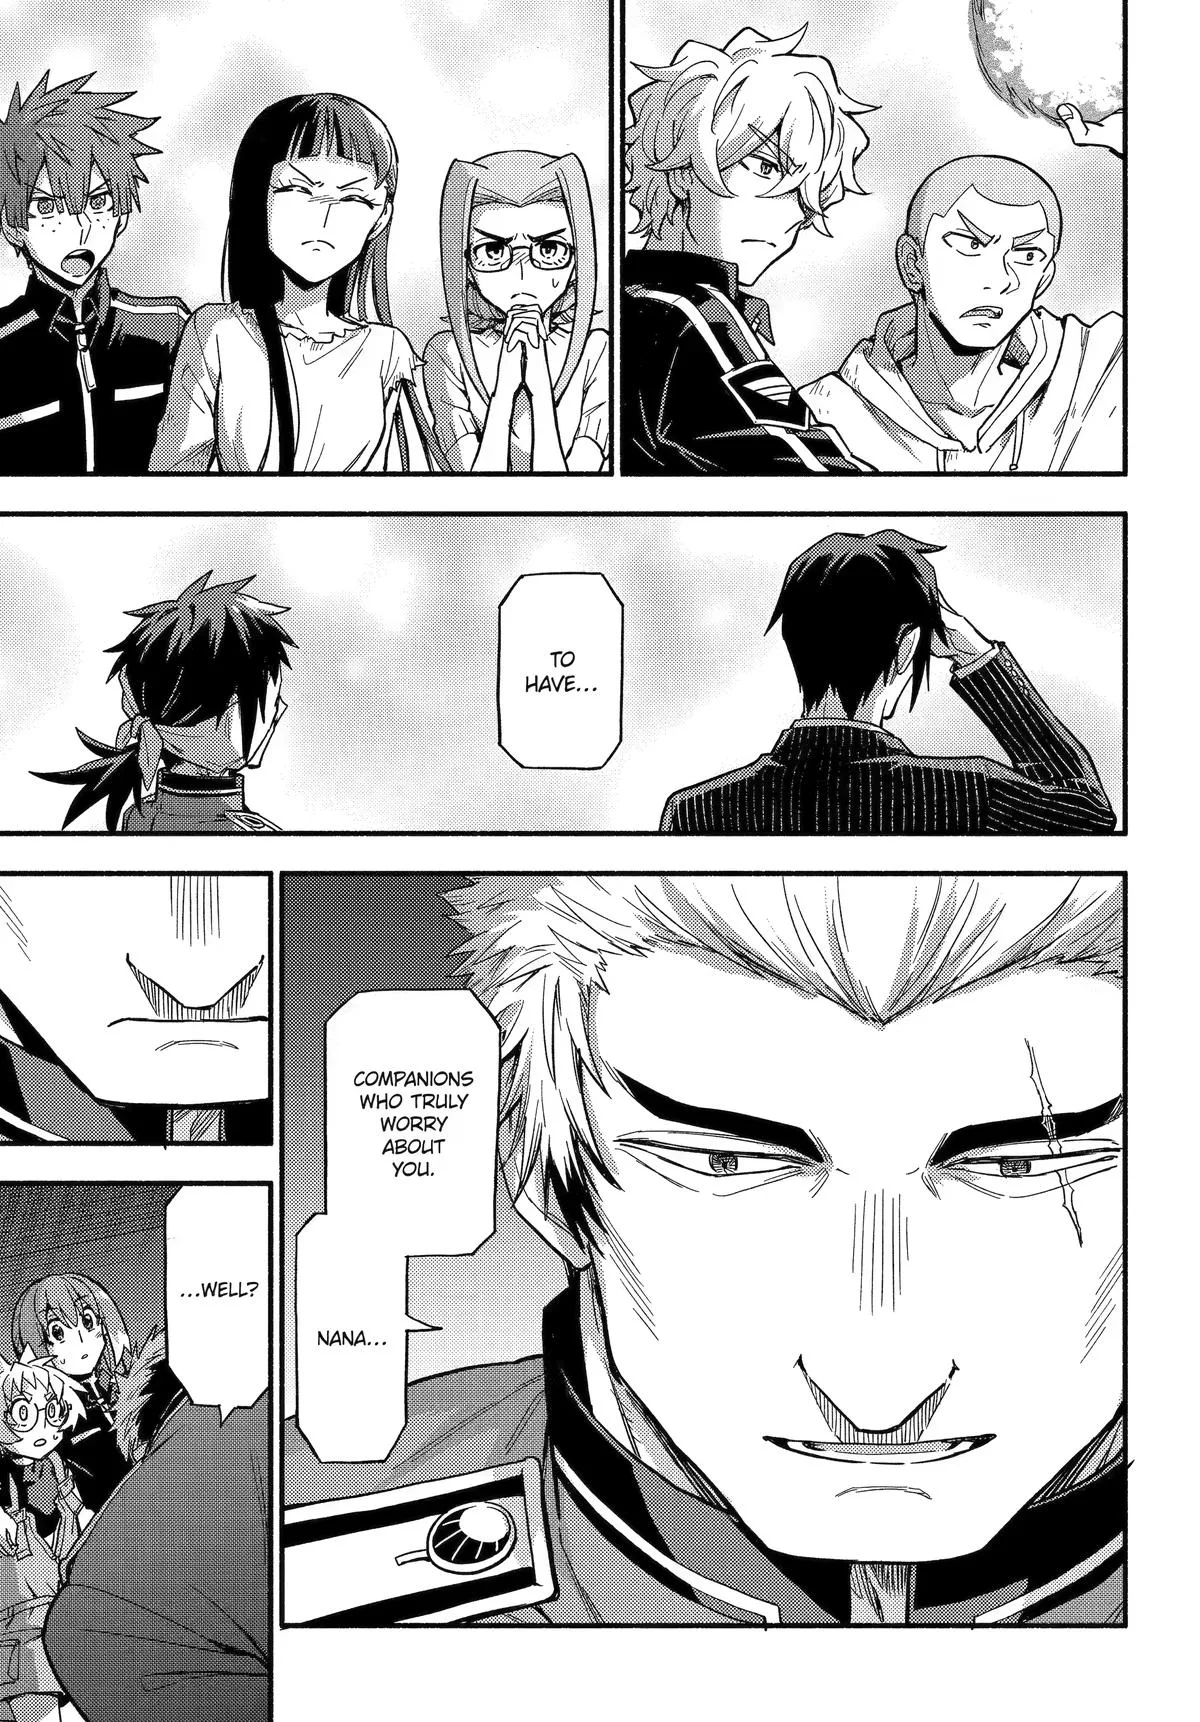 TO
HAVE...
COMPANIONS
WHO TRULY
WORRY
ABOUT
YOU.
NANA...
...WELL?